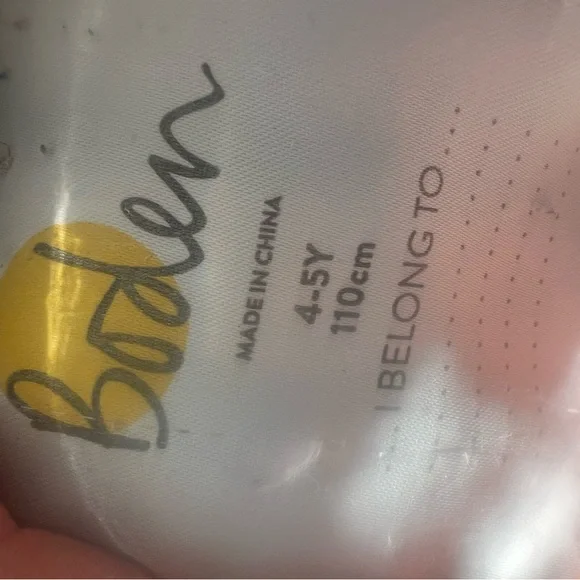 Boden
MADE IN CHINA
4-5Y
110cm
I BELONG TO...